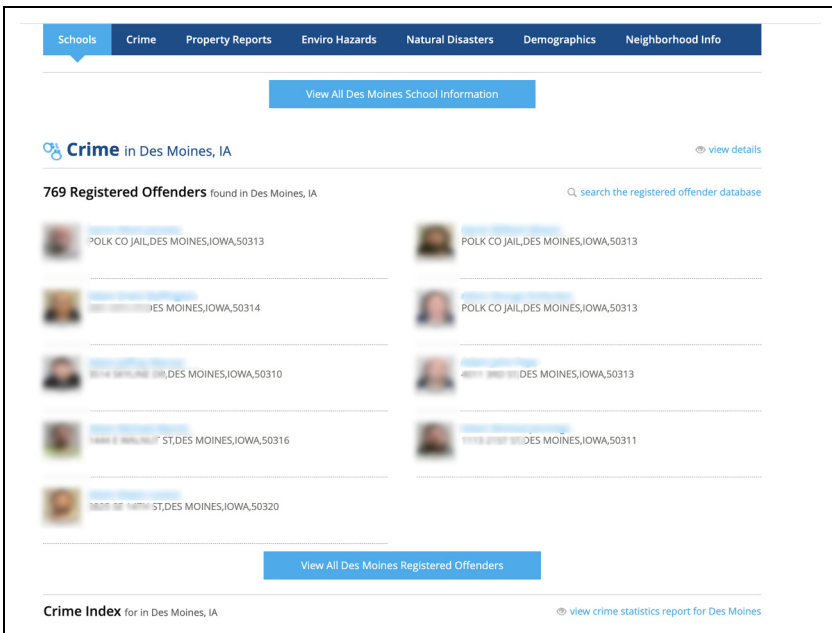 Schools Crime Property Reports Enviro Hazards Natural Disasters Demographics Neighborhood Info
View All Des Moines School Information
Crime in Des Moines, IA
view details
769 Registered Offenders found in Des Moines, IA
search the registered offender database
POLK CO JAIL,DES MOINES,IOWA,50313
POLK CO JAIL,DES MOINES,IOWA,50313
DES MOINES,IOWA,50314
POLK CO JAIL,DES MOINES,IOWA,50313
DES MOINES,IOWA,50310
DES MOINES,IOWA,50313
ST,DES MOINES,IOWA,50316
DES MOINES,IOWA,50311
ST,DES MOINES,IOWA,50320
View All Des Moines Registered Offenders
Crime Index for in Des Moines, IA
view crime statistics report for Des Moines